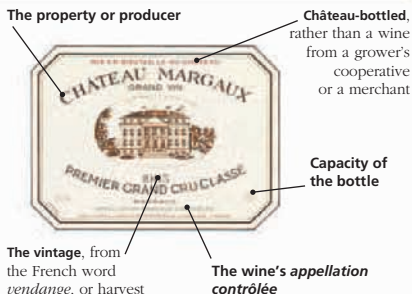 The property or producer
Château-bottled,
rather than a wine
from a grower's
cooperative
or a merchant
CHATEAU MARGAUX
GRAND VIN
PREMIER GRAND CRU CLASSÉ
Capacity of
the bottle
The vintage, from
the French word
vendange, or harvest
The wine's appellation
contrôlée